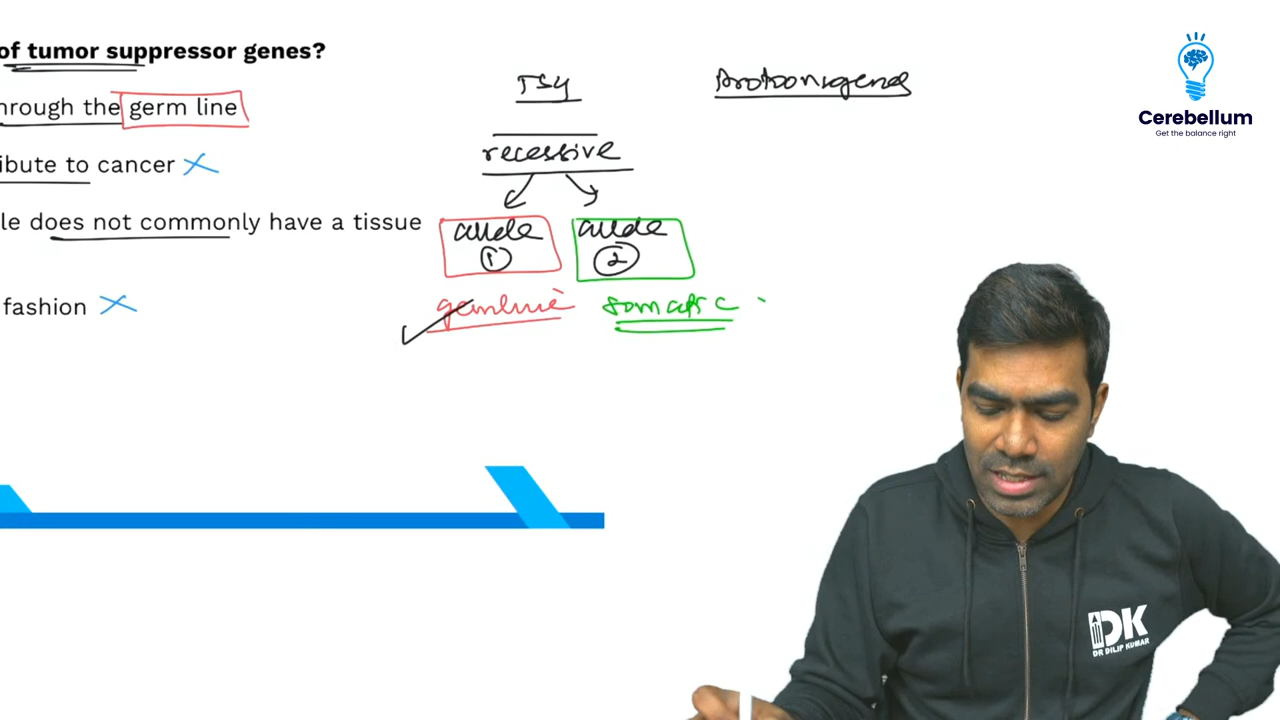 of tumor suppressor genes?
hrough the germ line
ibute to cancer
le does not commonly have a tissue
fashion
TSG
Protooncogenes
recessive
allele allele
1 2
germline somatic
Cerebellum
Get the balance right
DK
DR DILIP KUMAR